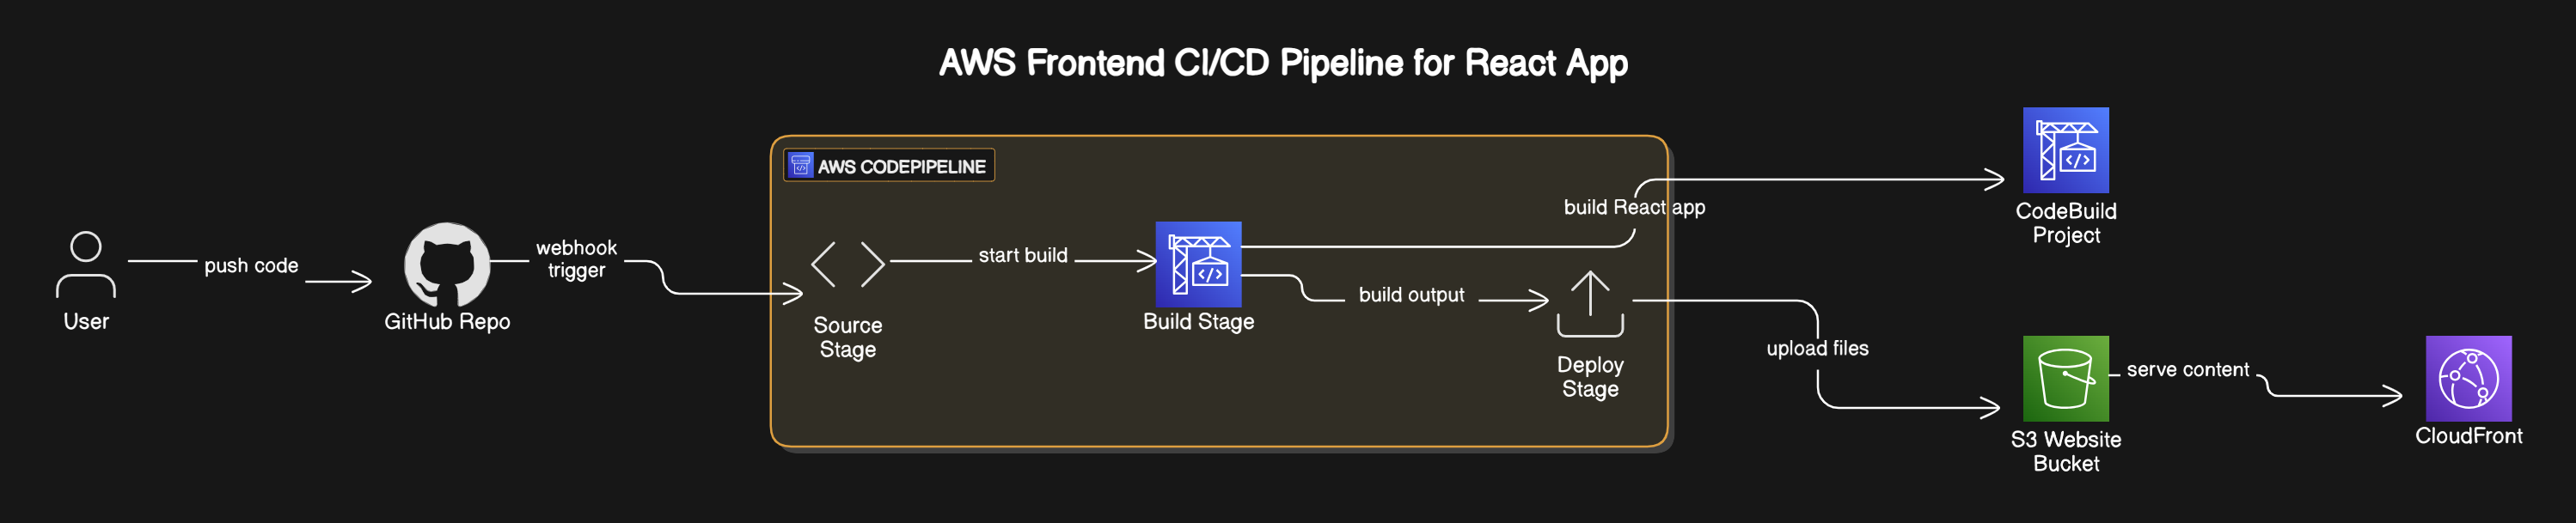 AWS Frontend CI/CD Pipeline for React App
AWS CODEPIPELINE
User
push code
GitHub Repo
webhook
trigger
Source
Stage
start build
Build Stage
build React app
build output
Deploy
Stage
CodeBuild
Project
upload files
S3 Website
Bucket
serve content
CloudFront